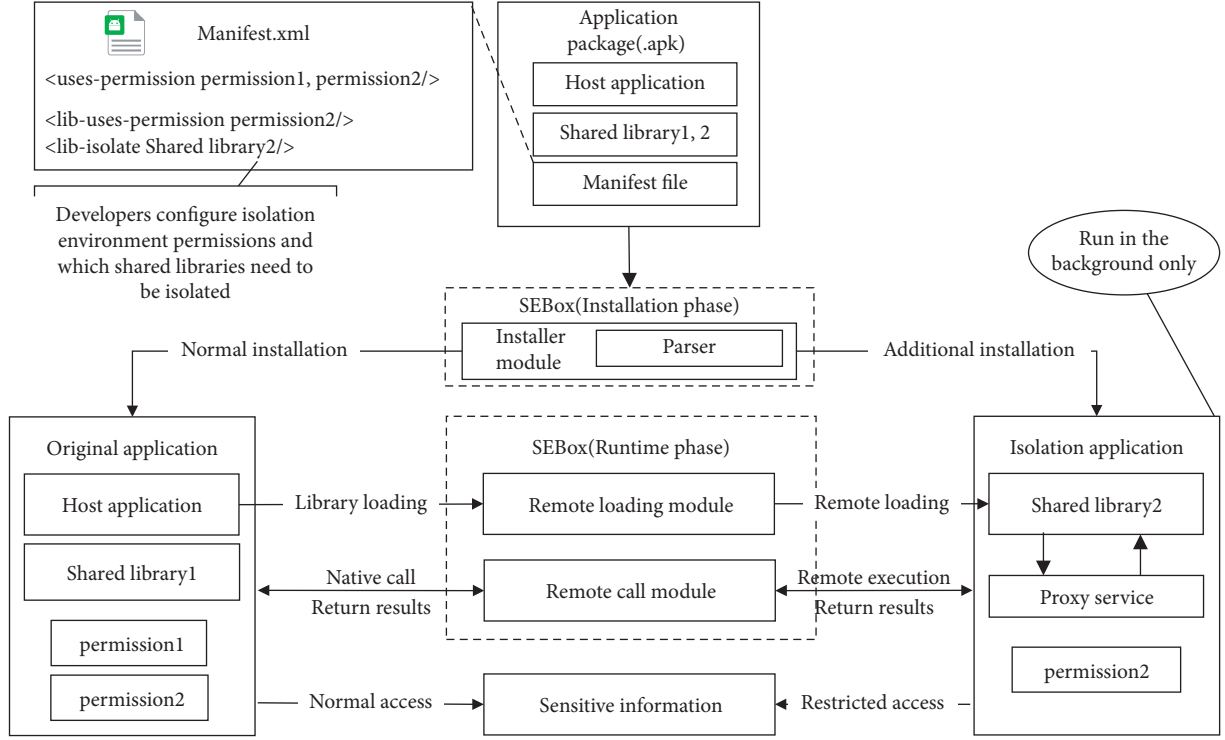 Manifest.xml
<uses-permission permission1, permission2/>
<lib-uses-permission permission2/>
<lib-isolate Shared library2/>
Developers configure isolation
environment permissions and
which shared libraries need to
be isolated
Application
package(.apk)
Host application
Shared library1, 2
Manifest file
Run in the
background only
SEBox(Installation phase)
Installer
module
Parser
Normal installation
Additional installation
Original application
Host application
Shared library1
permission1
permission2
Library loading
Native call
Return results
Normal access
SEBox(Runtime phase)
Remote loading module
Remote call module
Sensitive information
Remote loading
Remote execution
Return results
Restricted access
Isolation application
Shared library2
Proxy service
permission2